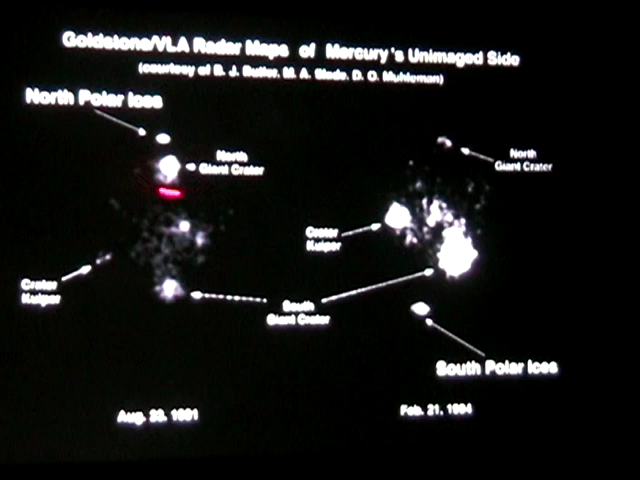 Goldstone/VLA Radar Maps of Mercury's Unimaged Side
(courtesy of B. J. Butler, M. A. Slade, D. O. Muhleman)
North Polar Ices
North
Giant Crater
North
Giant Crater
Crater
Kuiper
Crater
Kuiper
South
Giant Crater
South Polar Ices
Aug. 23, 1991
Feb. 21, 1994